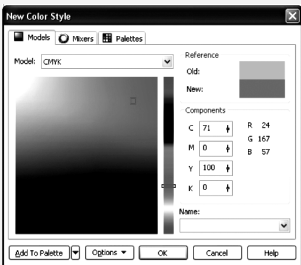 New Color Style
Models Mixers Palettes
Model: CMYK
Reference
Old:
New:
Components
C 71 R 24
M 0 G 167
Y 100 B 57
K 0
Name:
Add To Palette Options OK Cancel Help